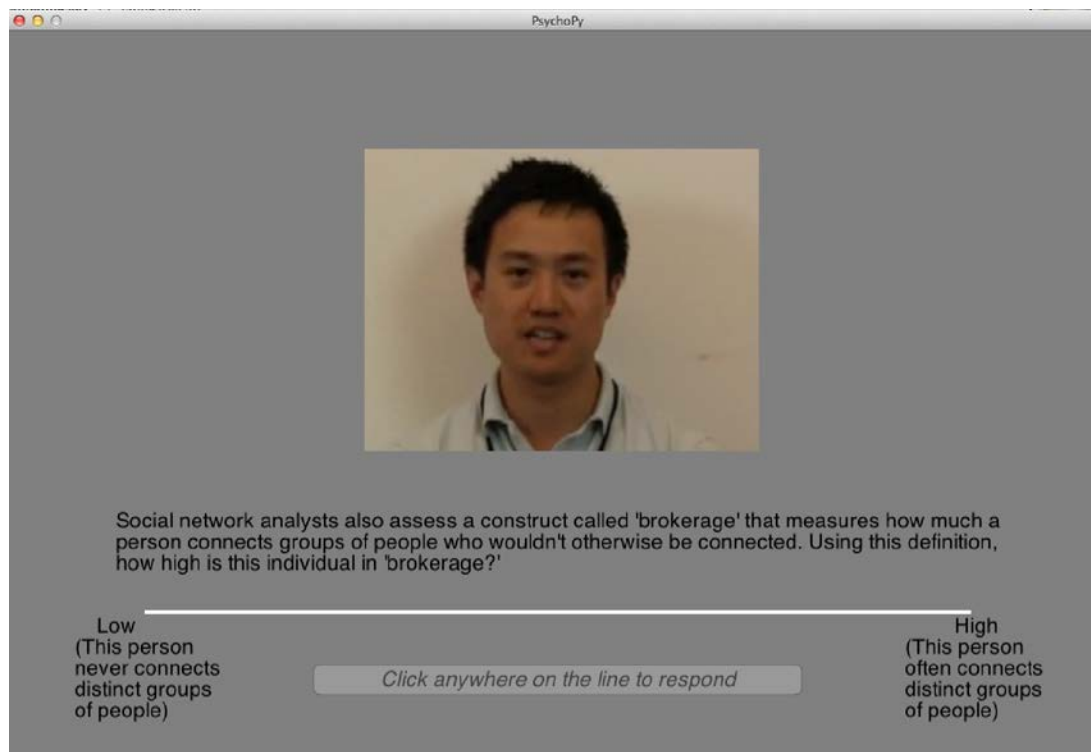 PsychoPy
Social network analysts also assess a construct called 'brokerage' that measures how much a
person connects groups of people who wouldn't otherwise be connected. Using this definition,
how high is this individual in 'brokerage?'
Low
(This person
never connects
distinct groups
of people)
Click anywhere on the line to respond
High
(This person
often connects
distinct groups
of people)